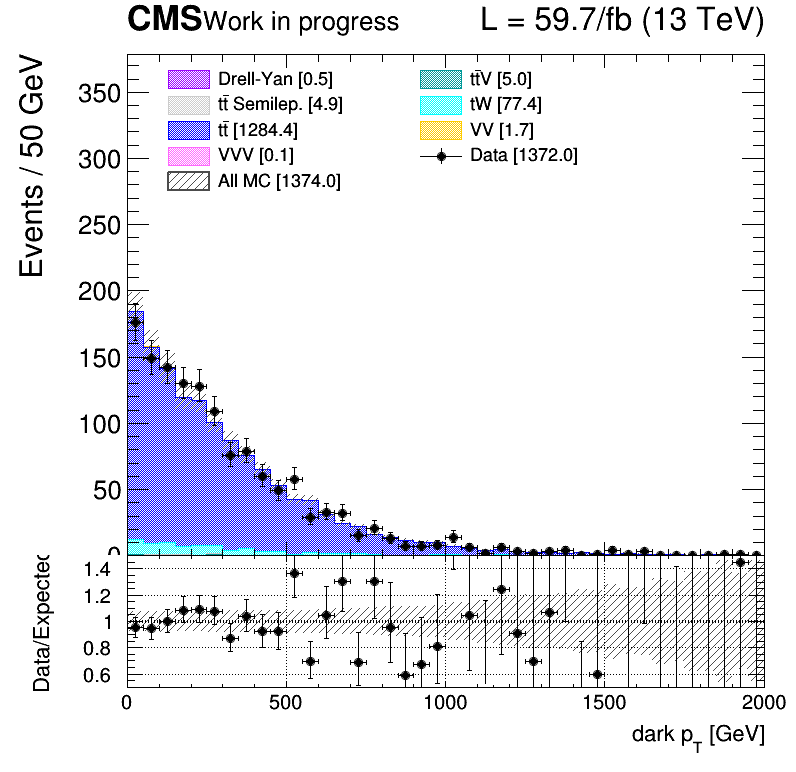 CMS Work in progress L = 59.7/fb (13 TeV)
Events / 50 GeV
350
300
250
200
150
100
50
0
Drell-Yan [0.5]
tt̄ Semilep. [4.9]
tt̄ [1284.4]
VVV [0.1]
All MC [1374.0]
tt̄V [5.0]
tW [77.4]
VV [1.7]
Data [1372.0]
Data/Expected
1.4
1.2
1
0.8
0.6
0 500 1000 1500 2000
dark p_T [GeV]